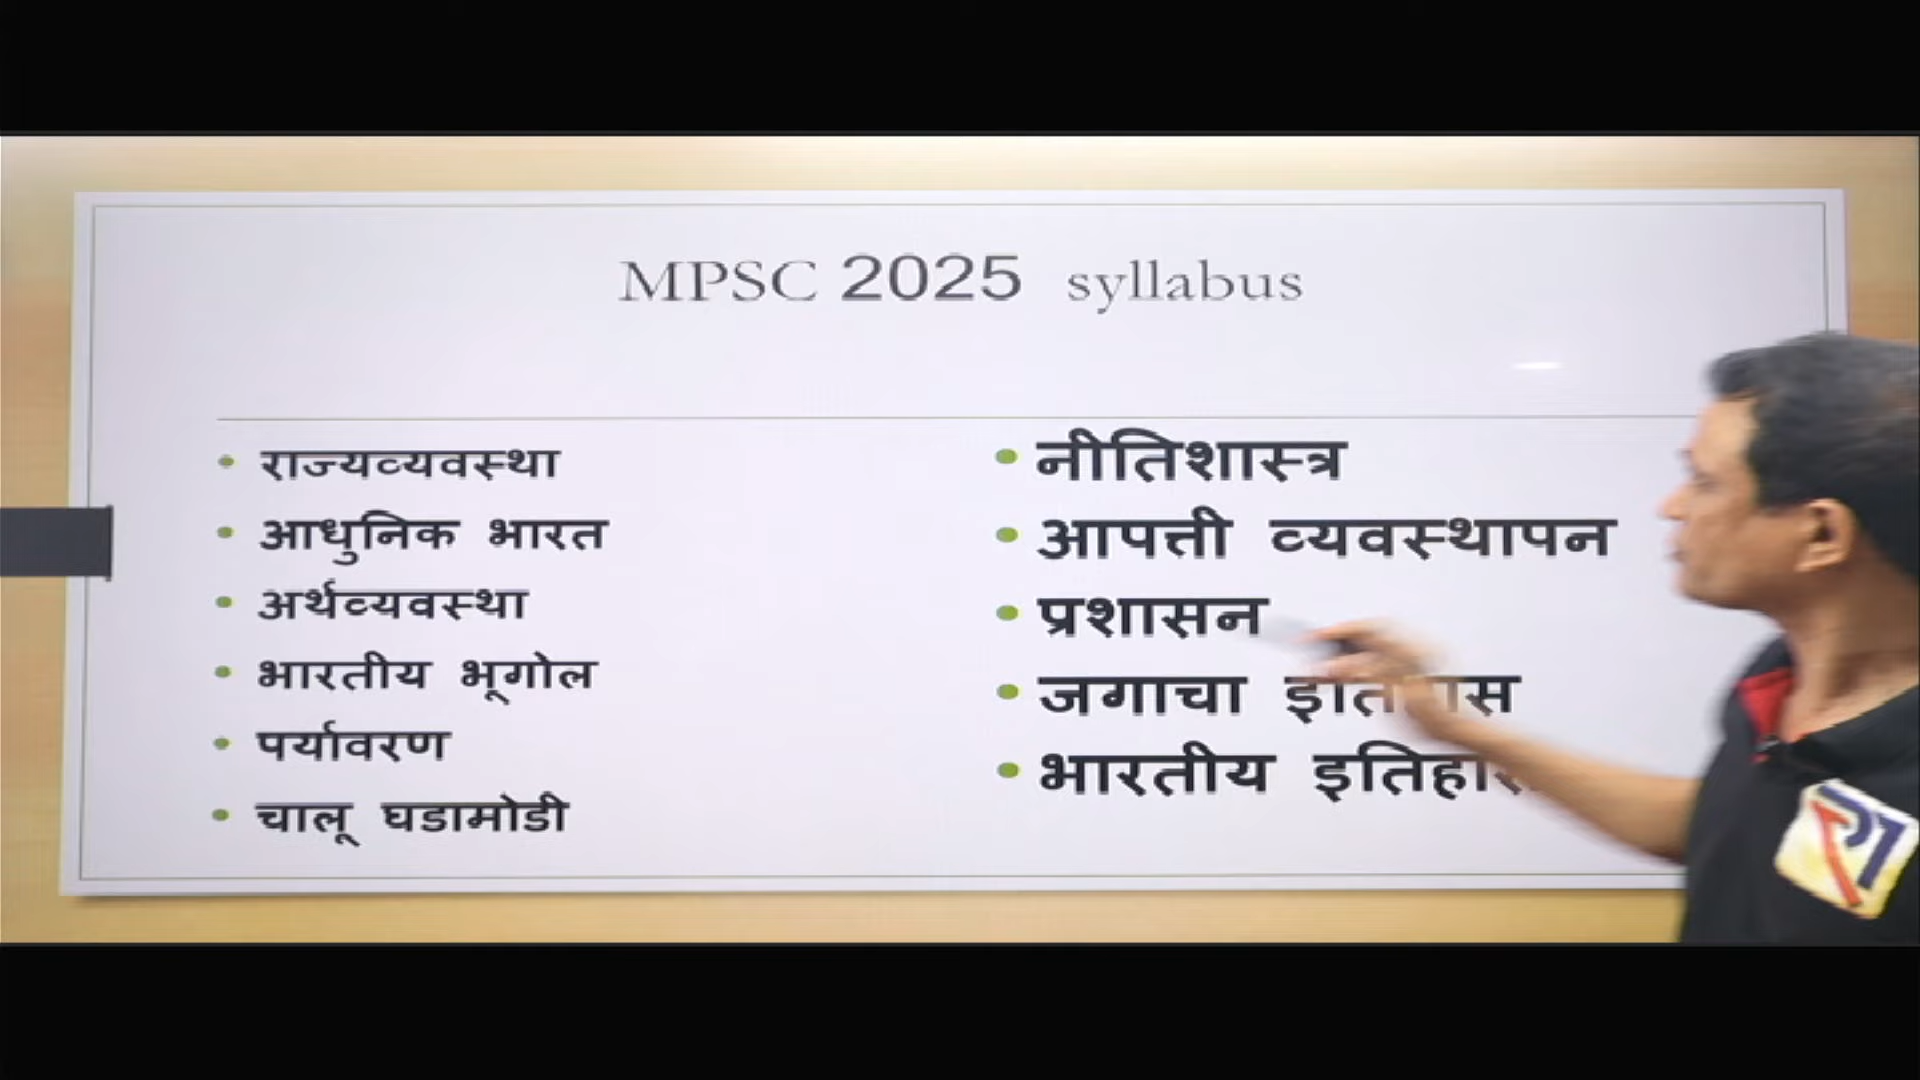 MPSC 2025 syllabus
राज्यव्यवस्था
आधुनिक भारत
अर्थव्यवस्था
भारतीय भूगोल
पर्यावरण
चालू घडामोडी
नीतिशास्त्र
आपत्ती व्यवस्थापन
प्रशासन
जगाचा
भारतीय